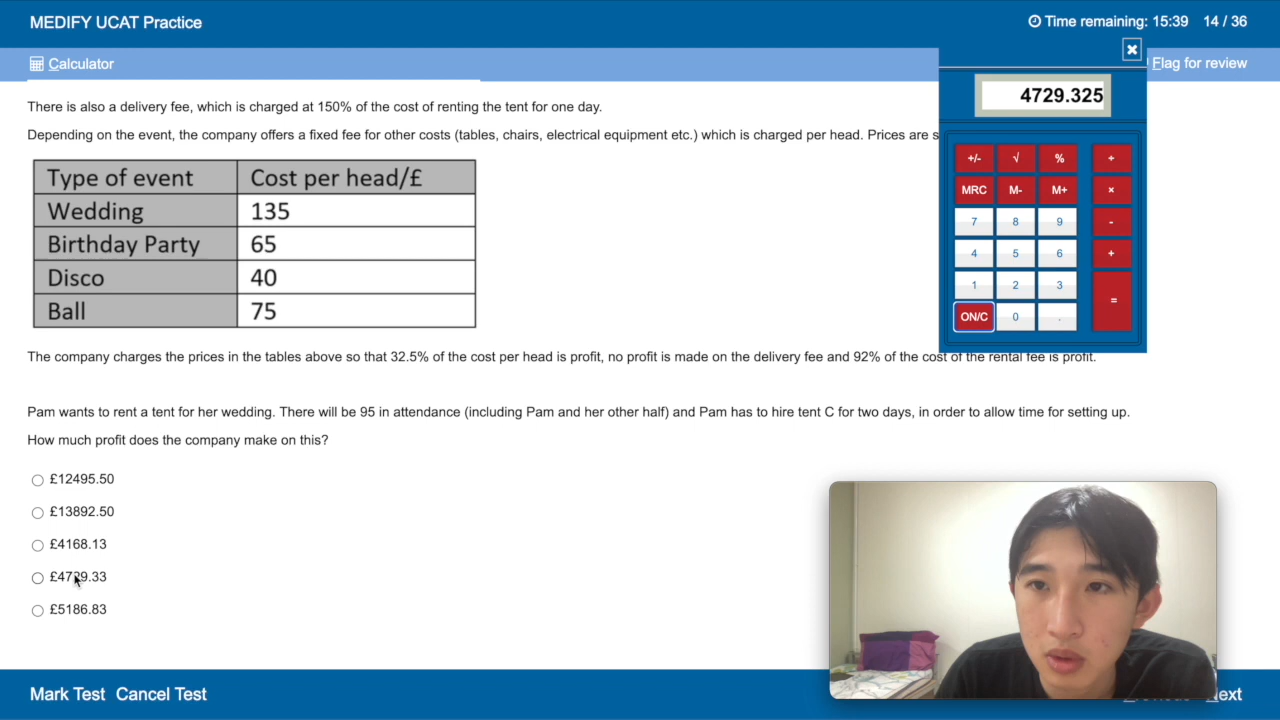 MEDIFY UCAT Practice
Time remaining: 15:39 14 / 36
Calculator
Flag for review
4729.325
There is also a delivery fee, which is charged at 150% of the cost of renting the tent for one day.
Depending on the event, the company offers a fixed fee for other costs (tables, chairs, electrical equipment etc.) which is charged per head. Prices are s
+/- √ % ÷
MRC M- M+ ×
7 8 9 -
4 5 6 +
1 2 3 =
ON/C 0 .
Type of event Cost per head/£
Wedding 135
Birthday Party 65
Disco 40
Ball 75
The company charges the prices in the tables above so that 32.5% of the cost per head is profit, no profit is made on the delivery fee and 92% of the cost of the rental fee is profit.
Pam wants to rent a tent for her wedding. There will be 95 in attendance (including Pam and her other half) and Pam has to hire tent C for two days, in order to allow time for setting up.
How much profit does the company make on this?
£12495.50
£13892.50
£4168.13
£4729.33
£5186.83
Mark Test Cancel Test
ext